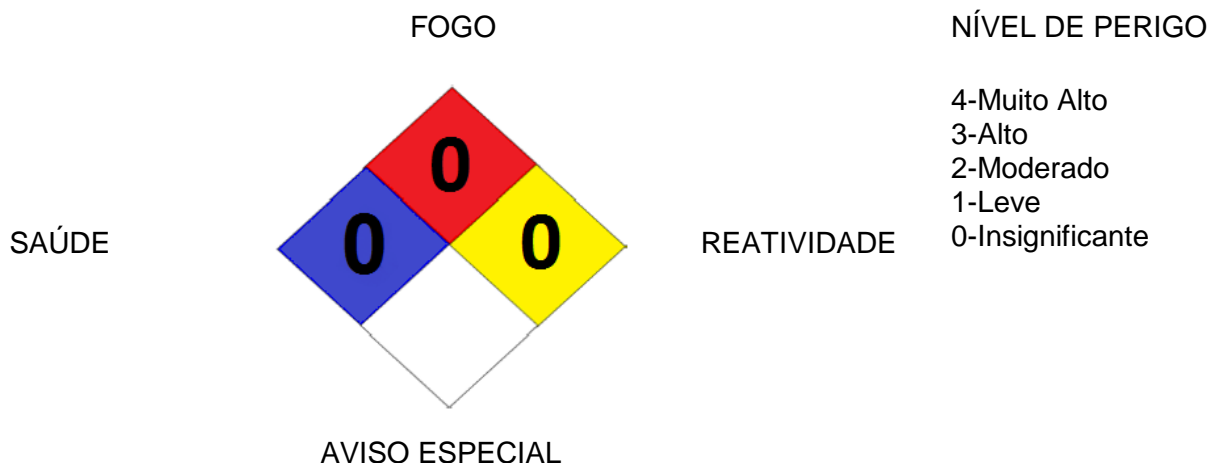 FOGO
NÍVEL DE PERIGO
4-Muito Alto
3-Alto
2-Moderado
1-Leve
0-Insignificante
0
SAÚDE
0
0
REATIVIDADE
AVISO ESPECIAL